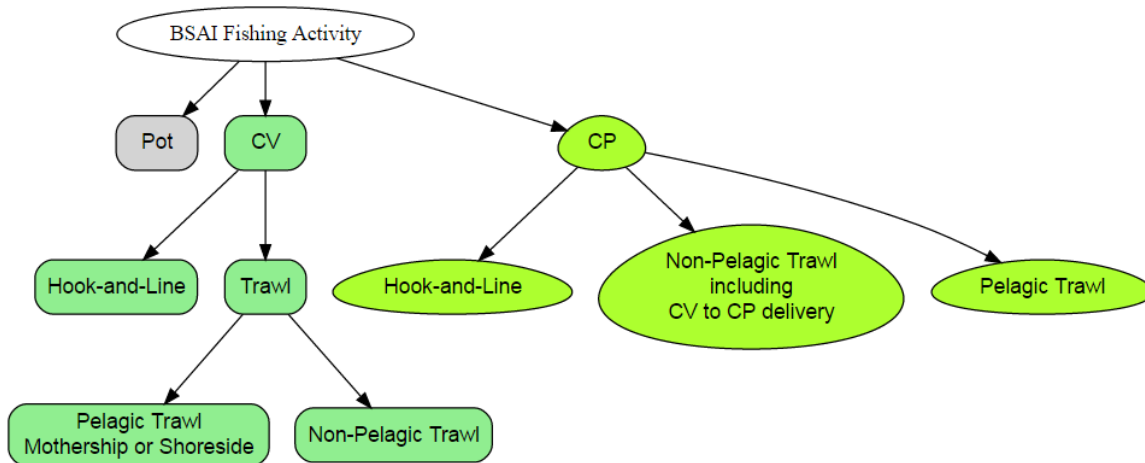 BSAI Fishing Activity
Pot
CV
CP
Hook-and-Line
Trawl
Hook-and-Line
Non-Pelagic Trawl
including
CV to CP delivery
Pelagic Trawl
Pelagic Trawl
Mothership or Shoreside
Non-Pelagic Trawl